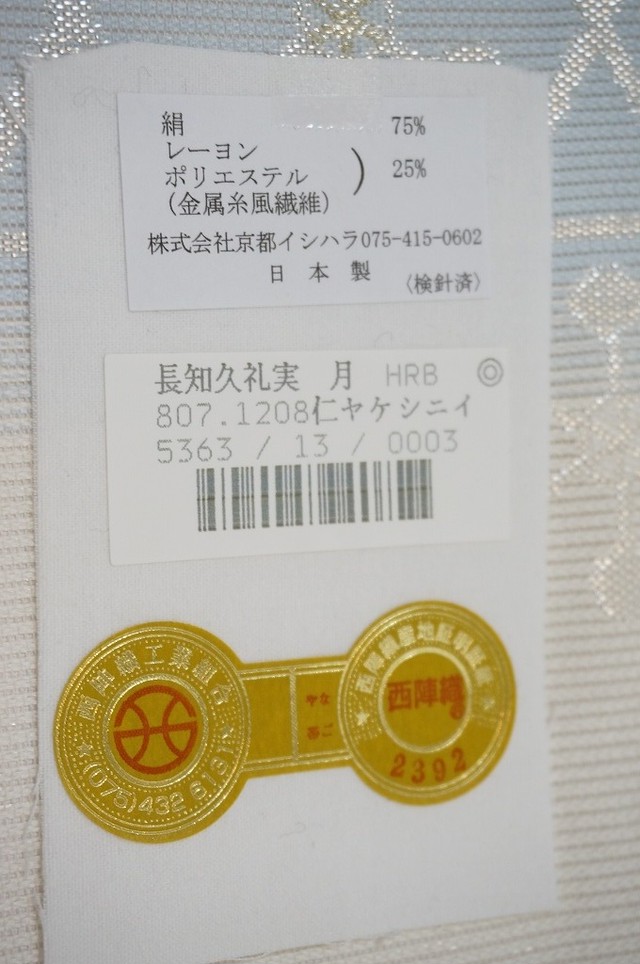 絹 75%
レーヨン
ポリエステル ) 25%
(金属糸風繊維)
株式会社京都イシハラ075-415-0602
日本製 〈検針済〉
長知久礼実 月 HRB ◎
807.1208仁ヤケシニイ
5363 / 13 / 0003
西陣織工業組合
★(075)432 6131★
西陣織
2392